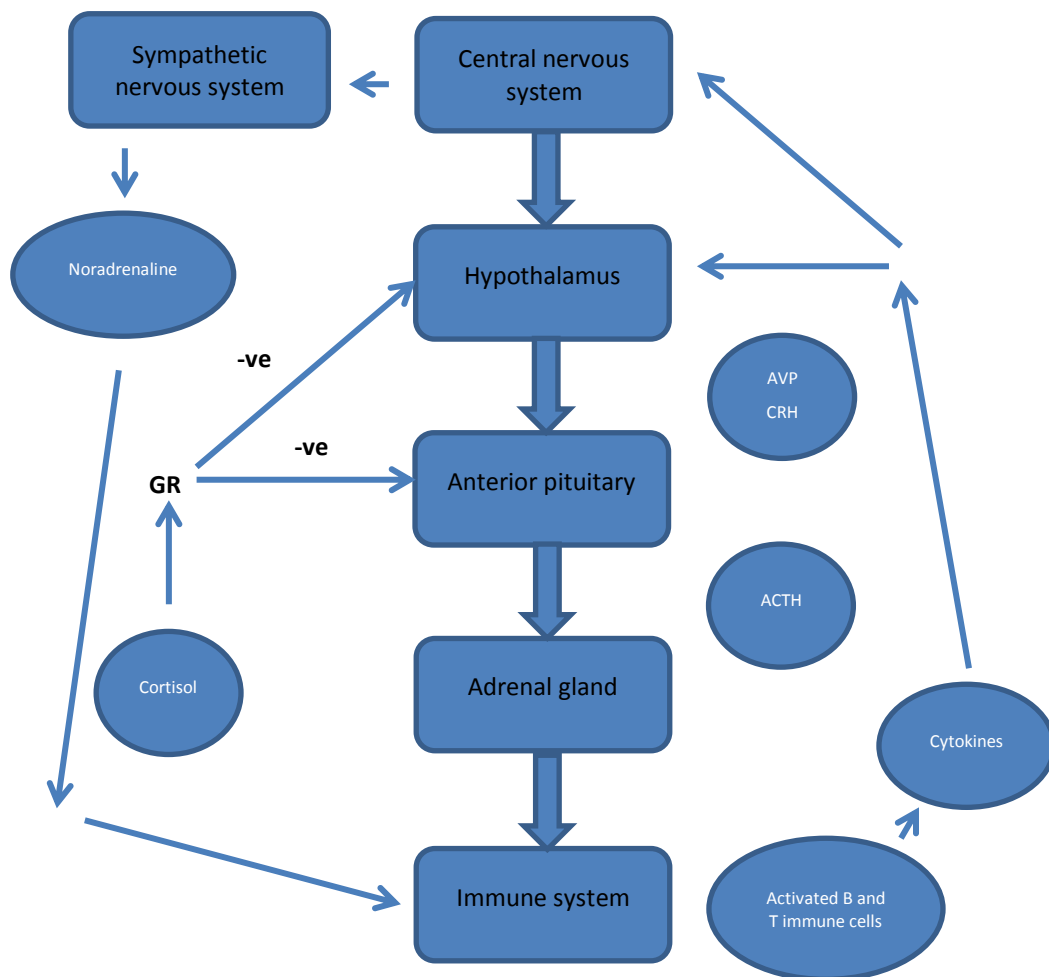 Sympathetic
nervous system
Central nervous
system
Noradrenaline
Hypothalamus
-ve
AVP
CRH
-ve
GR
Anterior pituitary
ACTH
Cortisol
Adrenal gland
Cytokines
Immune system
Activated B and
T immune cells